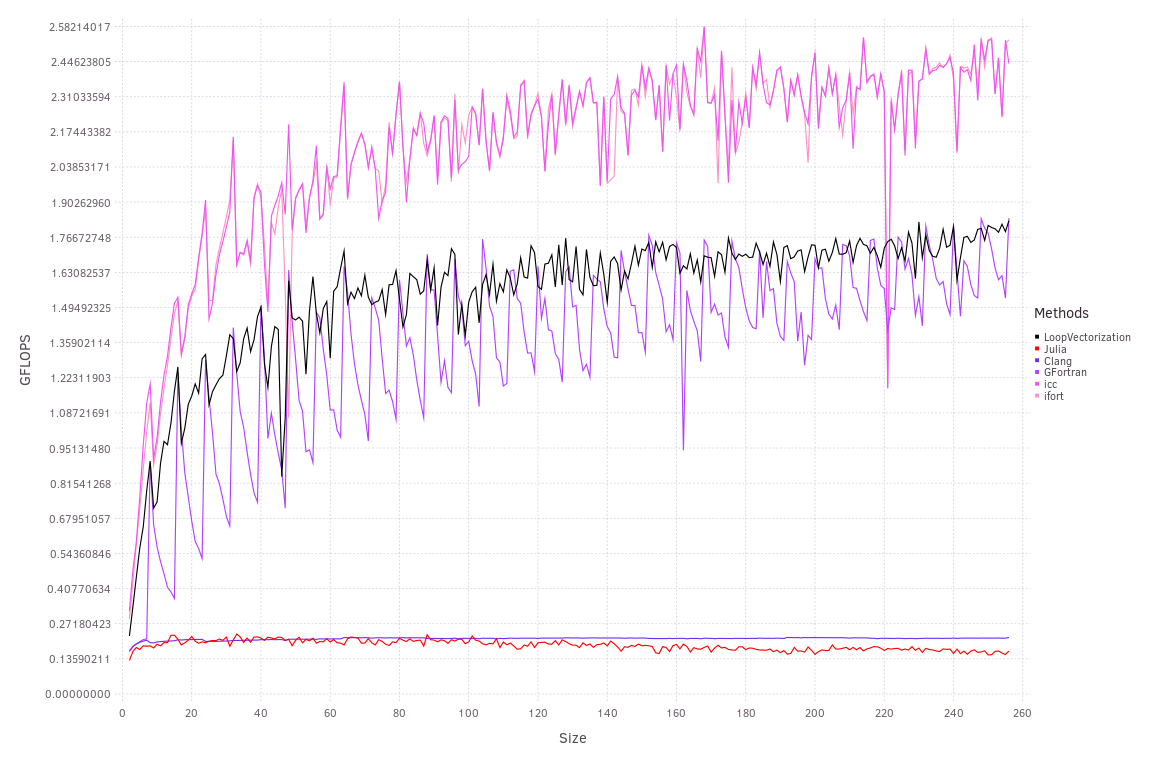 2.58214017
2.44623805
2.31033594
2.17443382
2.03853171
1.90262960
1.76672748
1.63082537
1.49492325
1.35902114
1.22311903
1.08721691
0.95131480
0.81541268
0.67951057
0.54360846
0.40770634
0.27180423
0.13590211
0.00000000
GFLOPS
0 20 40 60 80 100 120 140 160 180 200 220 240 260
Size
Methods
LoopVectorization
Julia
Clang
GFortran
icc
ifort